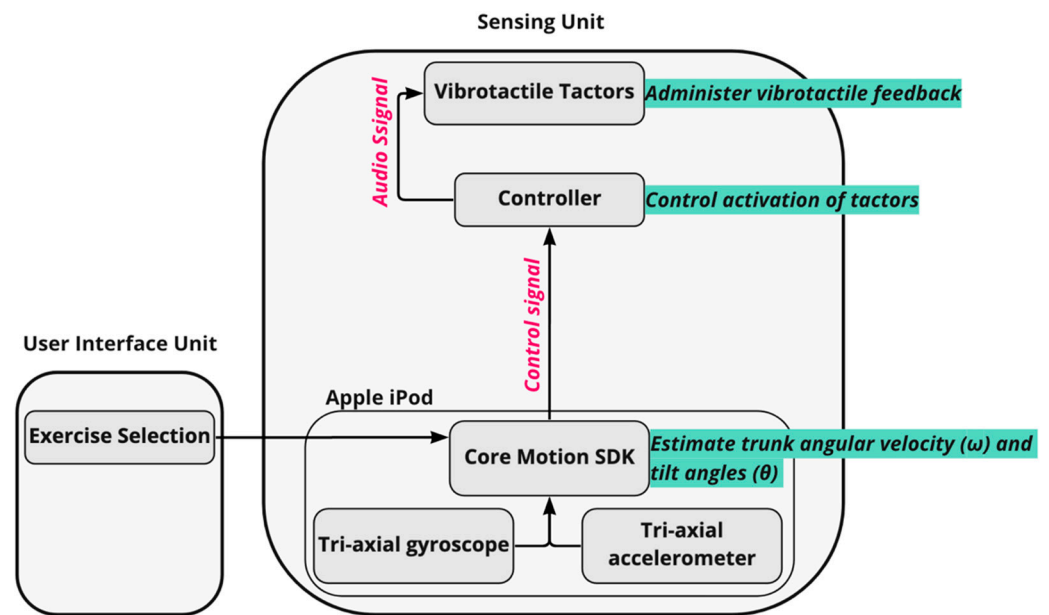 Sensing Unit
Vibrotactile Tactors
Administer vibrotactile feedback
Audio Ssignal
Controller
Control activation of tactors
Control signal
User Interface Unit
Exercise Selection
Apple iPod
Core Motion SDK
Estimate trunk angular velocity (ω) and
tilt angles (θ)
Tri-axial gyroscope
Tri-axial
accelerometer